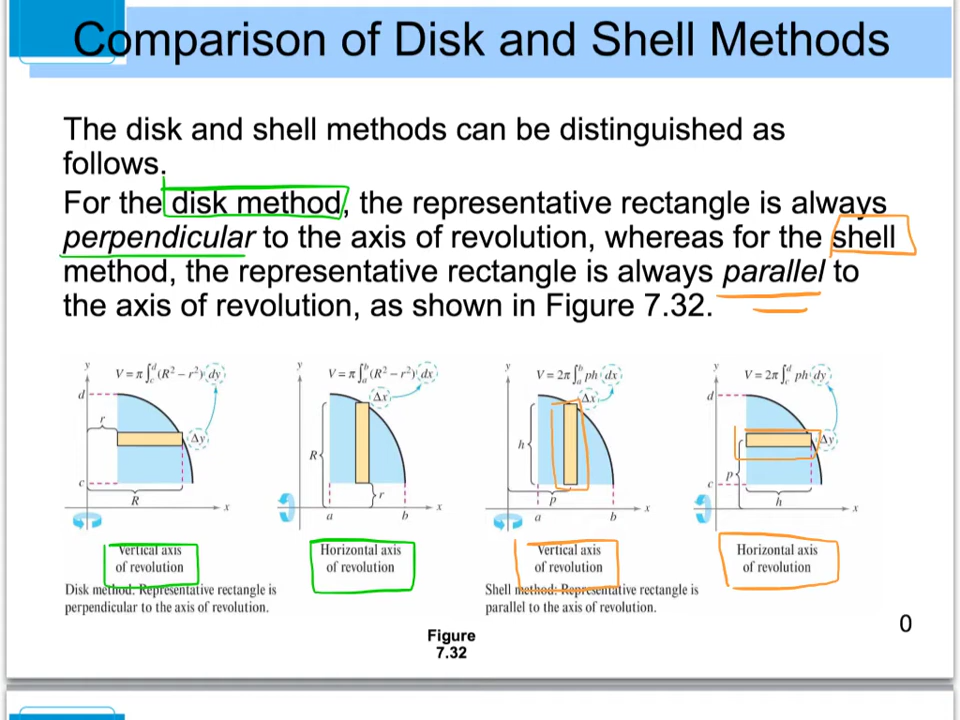 Comparison of Disk and Shell Methods
The disk and shell methods can be distinguished as
follows.
For the disk method, the representative rectangle is always
perpendicular to the axis of revolution, whereas for the shell
method, the representative rectangle is always parallel to
the axis of revolution, as shown in Figure 7.32.
y V = π ∫_c^d (R² − r²) dy
d
r
Δy
c
R
x
Vertical axis
of revolution
y V = π ∫_a^b (R² − r²) dx
Δx
R
r
x
a b
Horizontal axis
of revolution
Disk method: Representative rectangle is
perpendicular to the axis of revolution.
y V = 2π ∫_a^b ph dx
Δx
h
p
x
a b
Vertical axis
of revolution
y V = 2π ∫_c^d ph dy
d
Δy
p
c
h
x
Horizontal axis
of revolution
Shell method: Representative rectangle is
parallel to the axis of revolution.
Figure
7.32
0